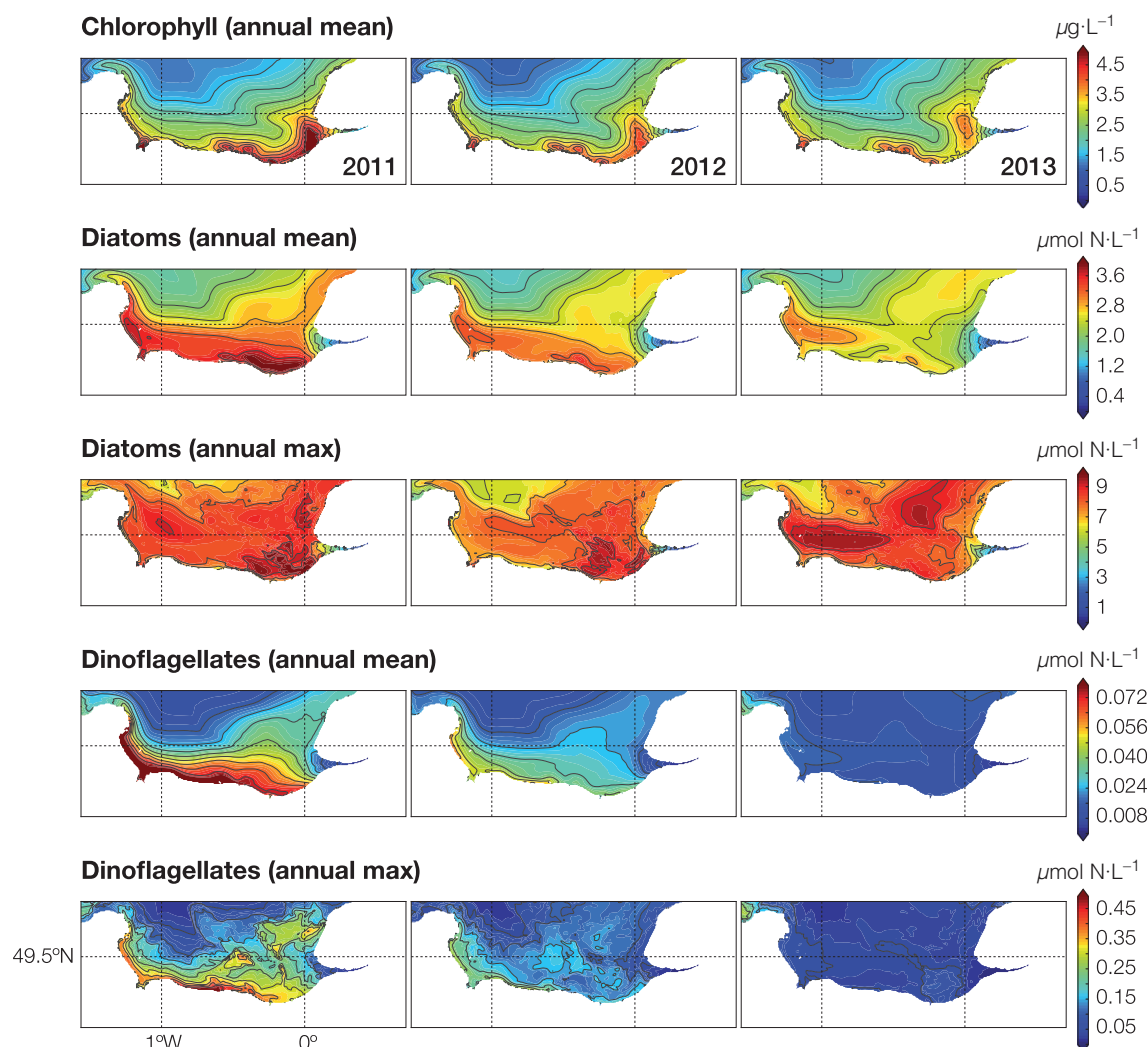 Chlorophyll (annual mean)
µg·L⁻¹
4.5
3.5
2.5
1.5
0.5
2011
2012
2013
Diatoms (annual mean)
µmol N·L⁻¹
3.6
2.8
2.0
1.2
0.4
Diatoms (annual max)
µmol N·L⁻¹
9
7
5
3
1
Dinoflagellates (annual mean)
µmol N·L⁻¹
0.072
0.056
0.040
0.024
0.008
Dinoflagellates (annual max)
µmol N·L⁻¹
0.45
0.35
0.25
0.15
0.05
49.5°N
1°W 0°